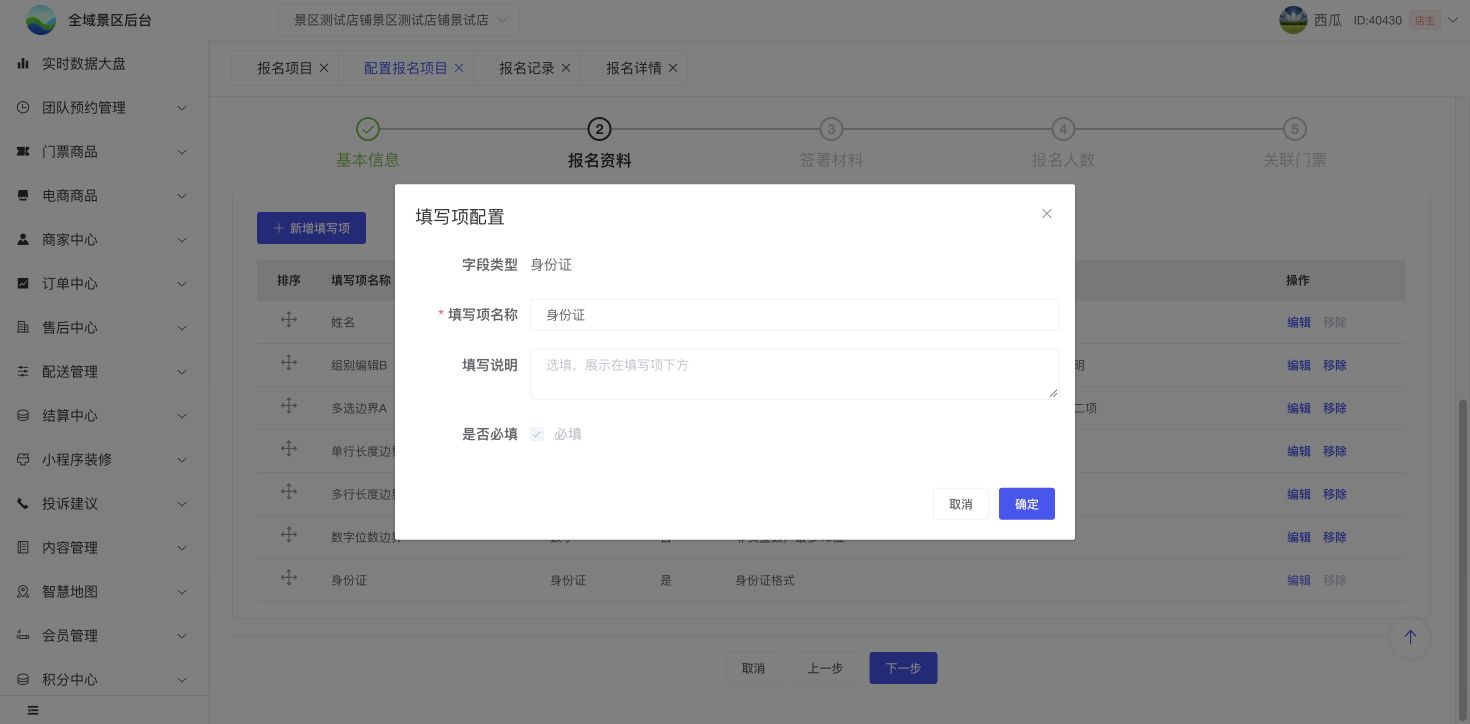 全域景区后台
景区测试店铺景区测试店铺景试店
西瓜 ID:40430 店主
实时数据大盘
团队预约管理
门票商品
电商商品
商家中心
订单中心
售后中心
配送管理
结算中心
小程序装修
投诉建议
内容管理
智慧地图
会员管理
积分中心
报名项目 配置报名项目 报名记录 报名详情
2 3 4 5
基本信息 报名资料 签署材料 报名人数 关联门票
新增填写项
排序 填写项名称 操作
姓名 编辑 移除
组别编辑B 明 编辑 移除
多选边界A 二项 编辑 移除
单行长度边界 编辑 移除
多行长度边界 编辑 移除
数字位数边界 编辑 移除
身份证 身份证 是 身份证格式 编辑 移除
填写项配置
字段类型 身份证
* 填写项名称 身份证
填写说明 选填，展示在填写项下方
是否必填 必填
取消 确定
取消 上一步 下一步